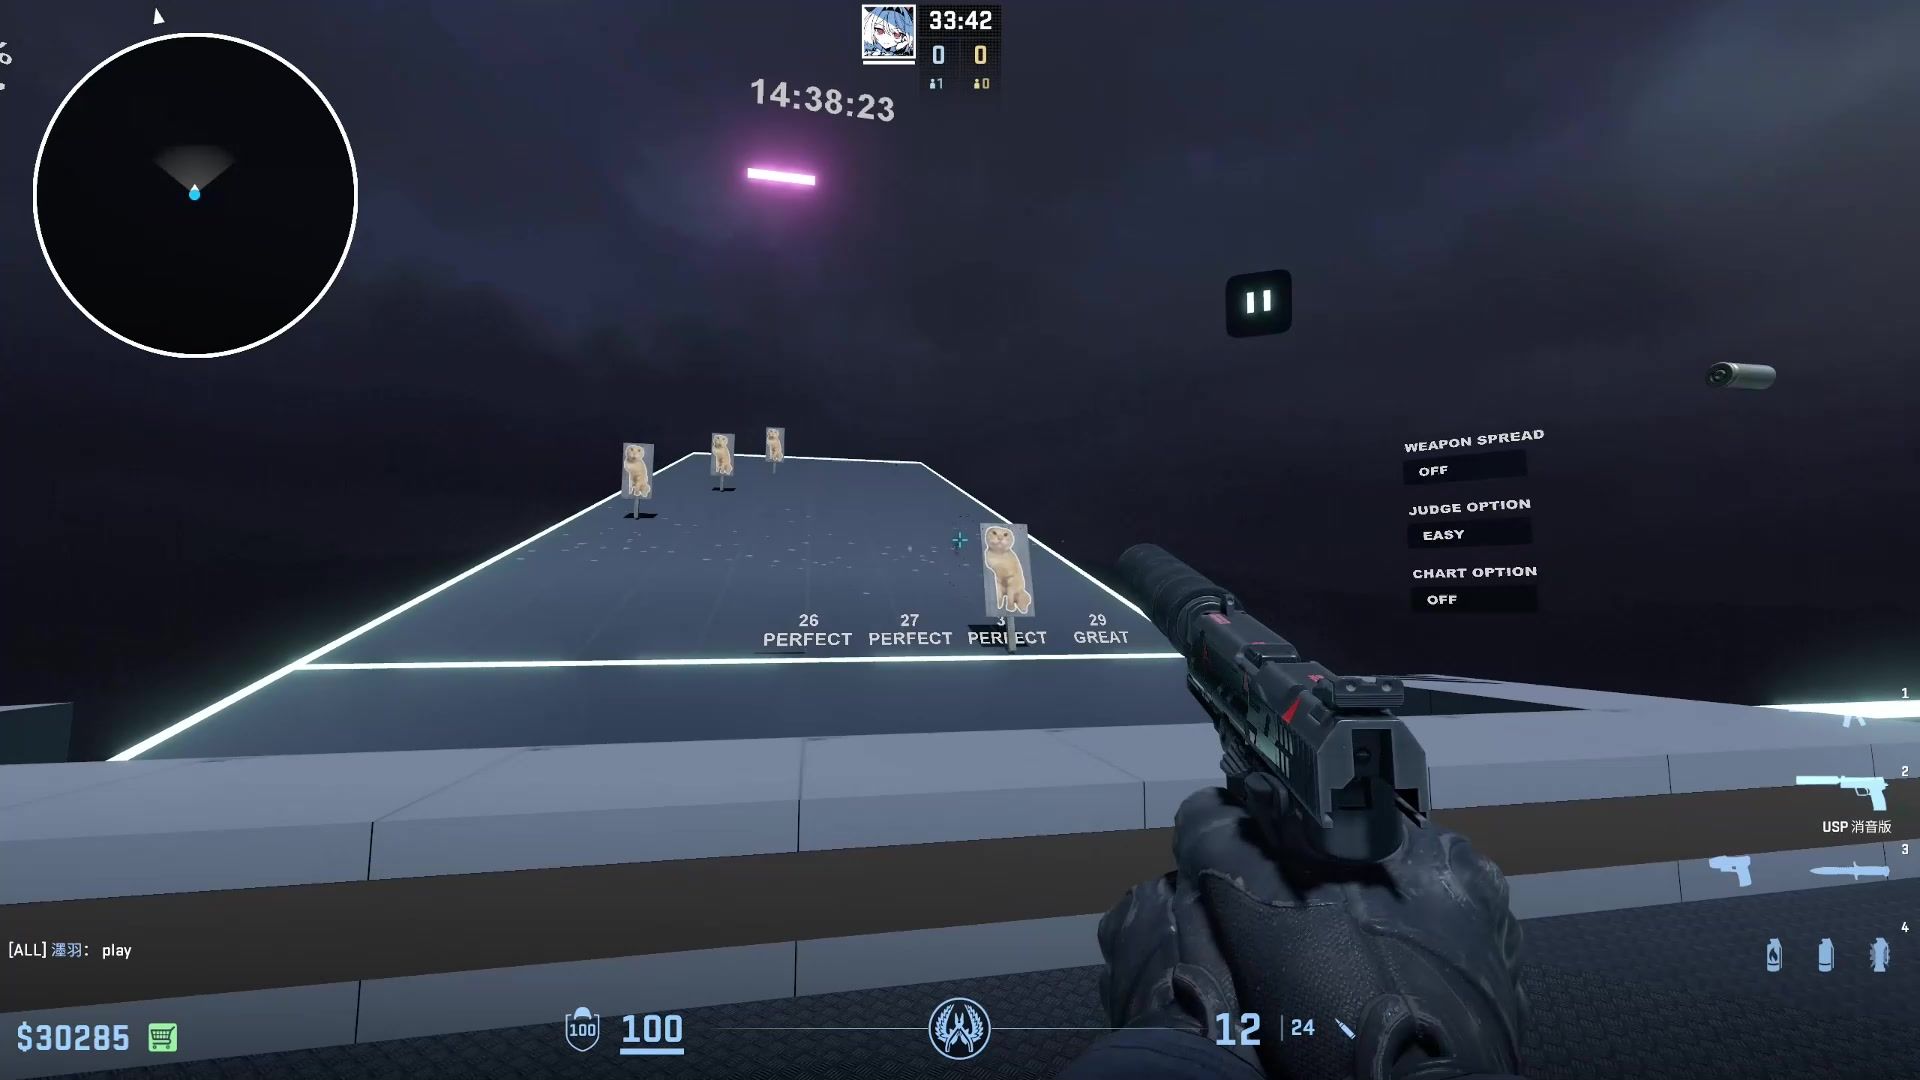 33:42
0 0
1 0
14:38:23
WEAPON SPREAD
OFF
JUDGE OPTION
EASY
CHART OPTION
OFF
26 27 29
PERFECT PERFECT PERFECT GREAT
1
2
USP 消音版
3
4
[ALL] 濹羽: play
$30285
100 100
12 24